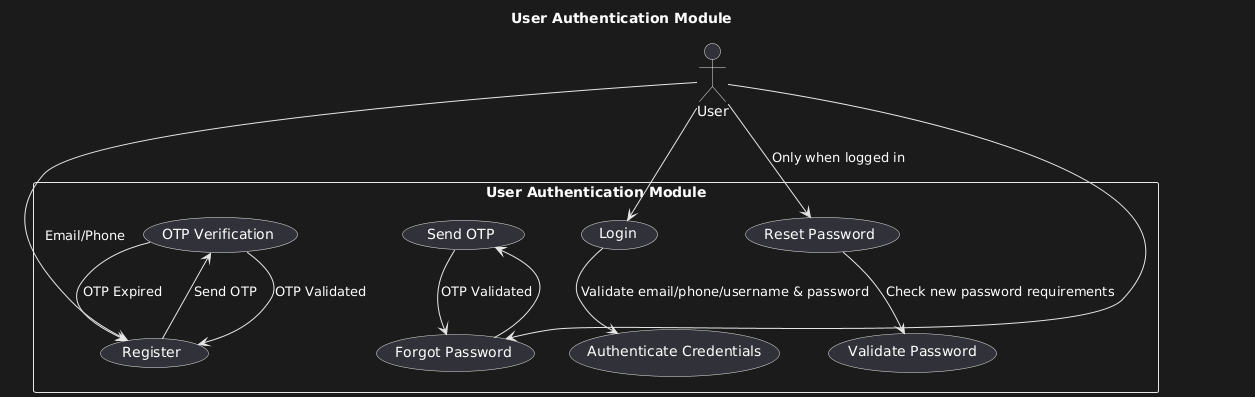 User Authentication Module
User
Only when logged in
User Authentication Module
Email/Phone
OTP Verification
Send OTP
Login
Reset Password
OTP Expired
Send OTP
OTP Validated
OTP Validated
Validate email/phone/username & password
Check new password requirements
Register
Forgot Password
Authenticate Credentials
Validate Password